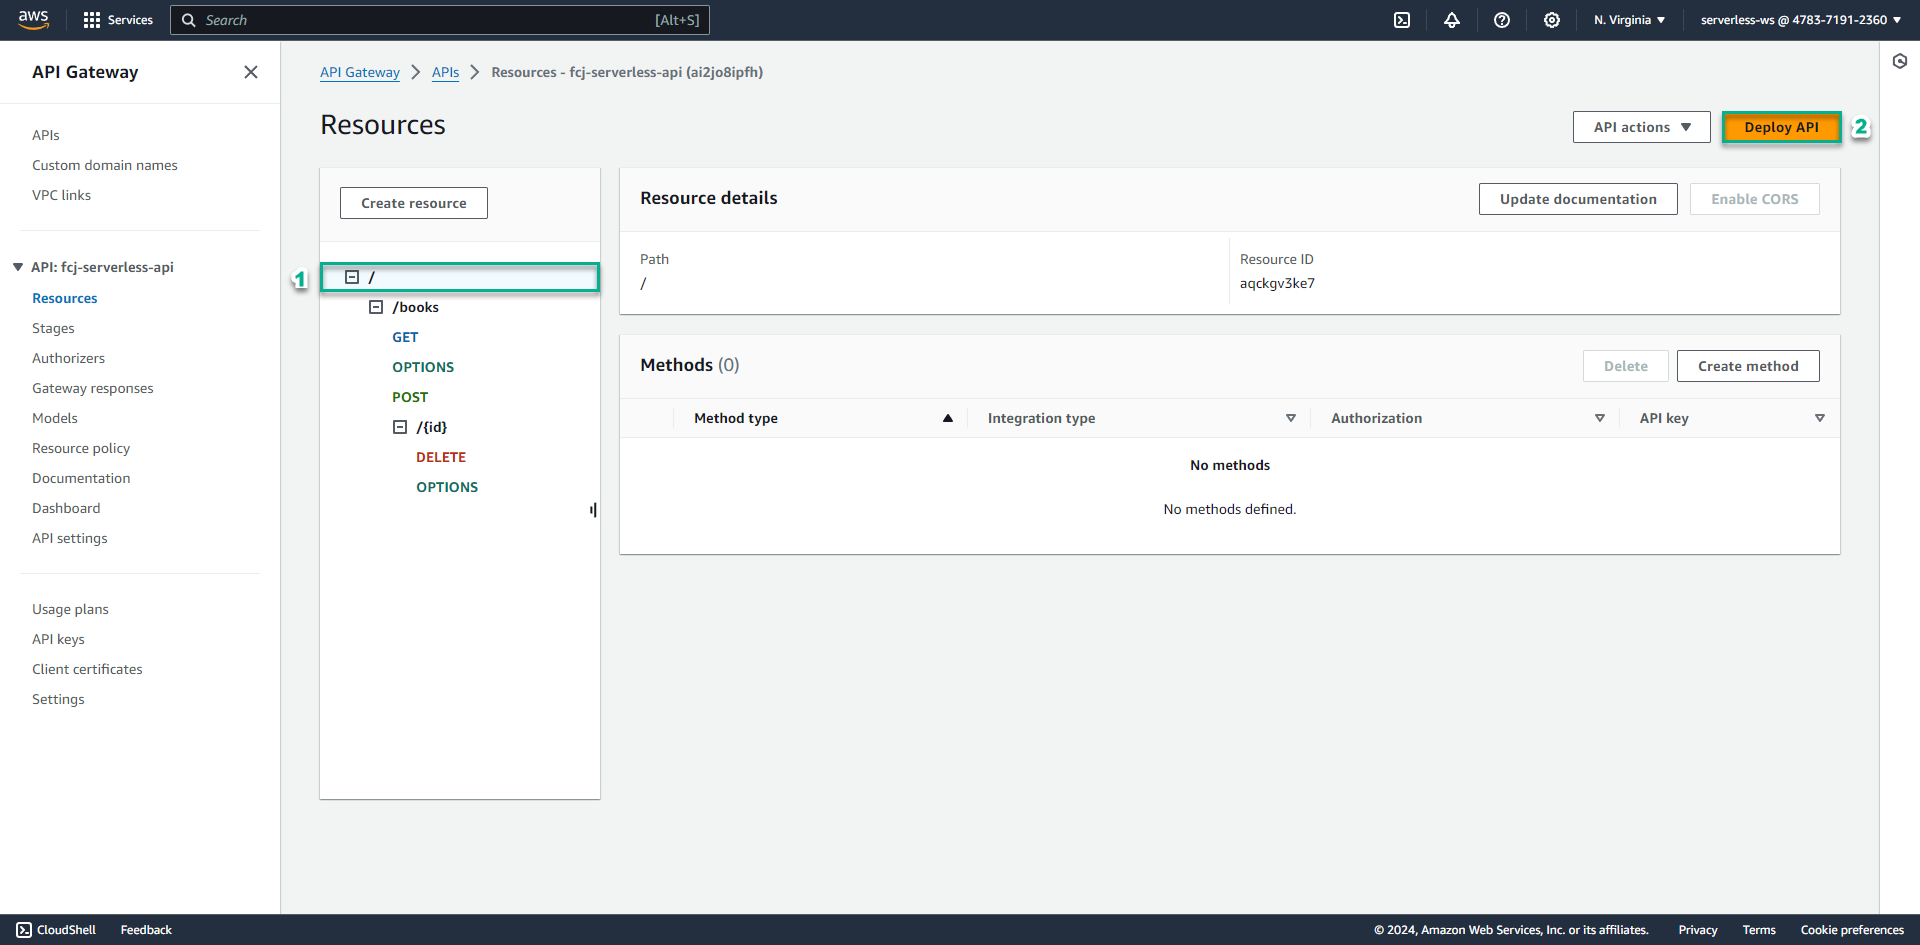 aws
Services
Search
[Alt+S]
N. Virginia
serverless-ws @ 4783-7191-2360
API Gateway
APIs
Custom domain names
VPC links
API: fcj-serverless-api
Resources
Stages
Authorizers
Gateway responses
Models
Resource policy
Documentation
Dashboard
API settings
Usage plans
API keys
Client certificates
Settings
API Gateway
APIs
Resources - fcj-serverless-api (ai2jo8ipfh)
Resources
API actions
Deploy API
2
Create resource
1
/
/books
GET
OPTIONS
POST
/{id}
DELETE
OPTIONS
Resource details
Update documentation
Enable CORS
Path
/
Resource ID
aqckgv3ke7
Methods (0)
Delete
Create method
Method type
Integration type
Authorization
API key
No methods
No methods defined.
CloudShell
Feedback
© 2024, Amazon Web Services, Inc. or its affiliates.
Privacy
Terms
Cookie preferences